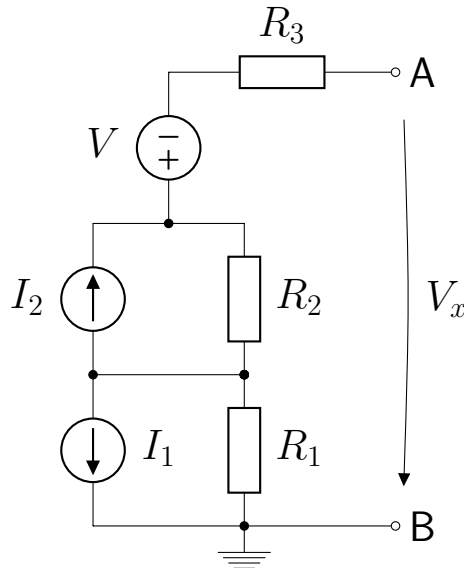 R₃
A
V
−
+
I₂
R₂
Vₓ
I₁
R₁
B